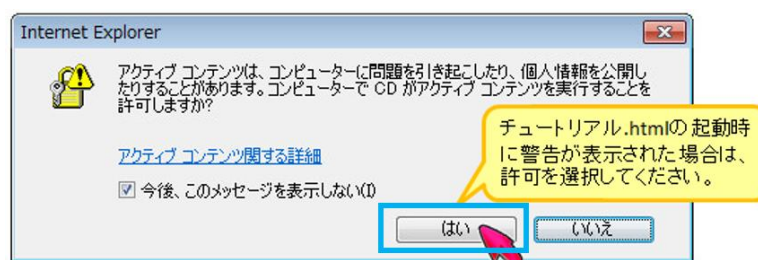 Internet Explorer
アクティブ コンテンツは、コンピューターに問題を引き起こしたり、個人情報を公開し
たりすることがあります。コンピューターで CD がアクティブ コンテンツを実行することを
許可しますか?
チュートリアル.htmlの起動時
に警告が表示された場合は、
許可を選択してください。
アクティブ コンテンツ関する詳細
今後、このメッセージを表示しない(I)
はい
いいえ